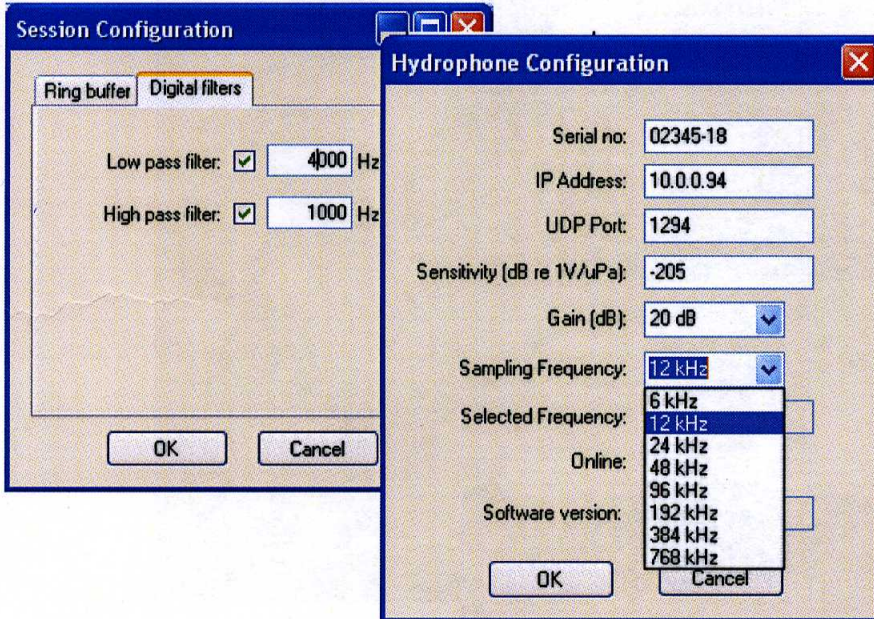 Session Configuration
Ring buffer Digital filters
Low pass filter: 4000 Hz
High pass filter: 1000 Hz
OK Cancel
Hydrophone Configuration
Serial no: 02345-18
IP Address: 10.0.0.94
UDP Port: 1294
Sensitivity (dB re 1V/uPa): -205
Gain (dB): 20 dB
Sampling Frequency: 12 kHz
6 kHz
Selected Frequency: 12 kHz
24 kHz
Online: 48 kHz
96 kHz
Software version: 192 kHz
384 kHz
768 kHz
OK Cancel